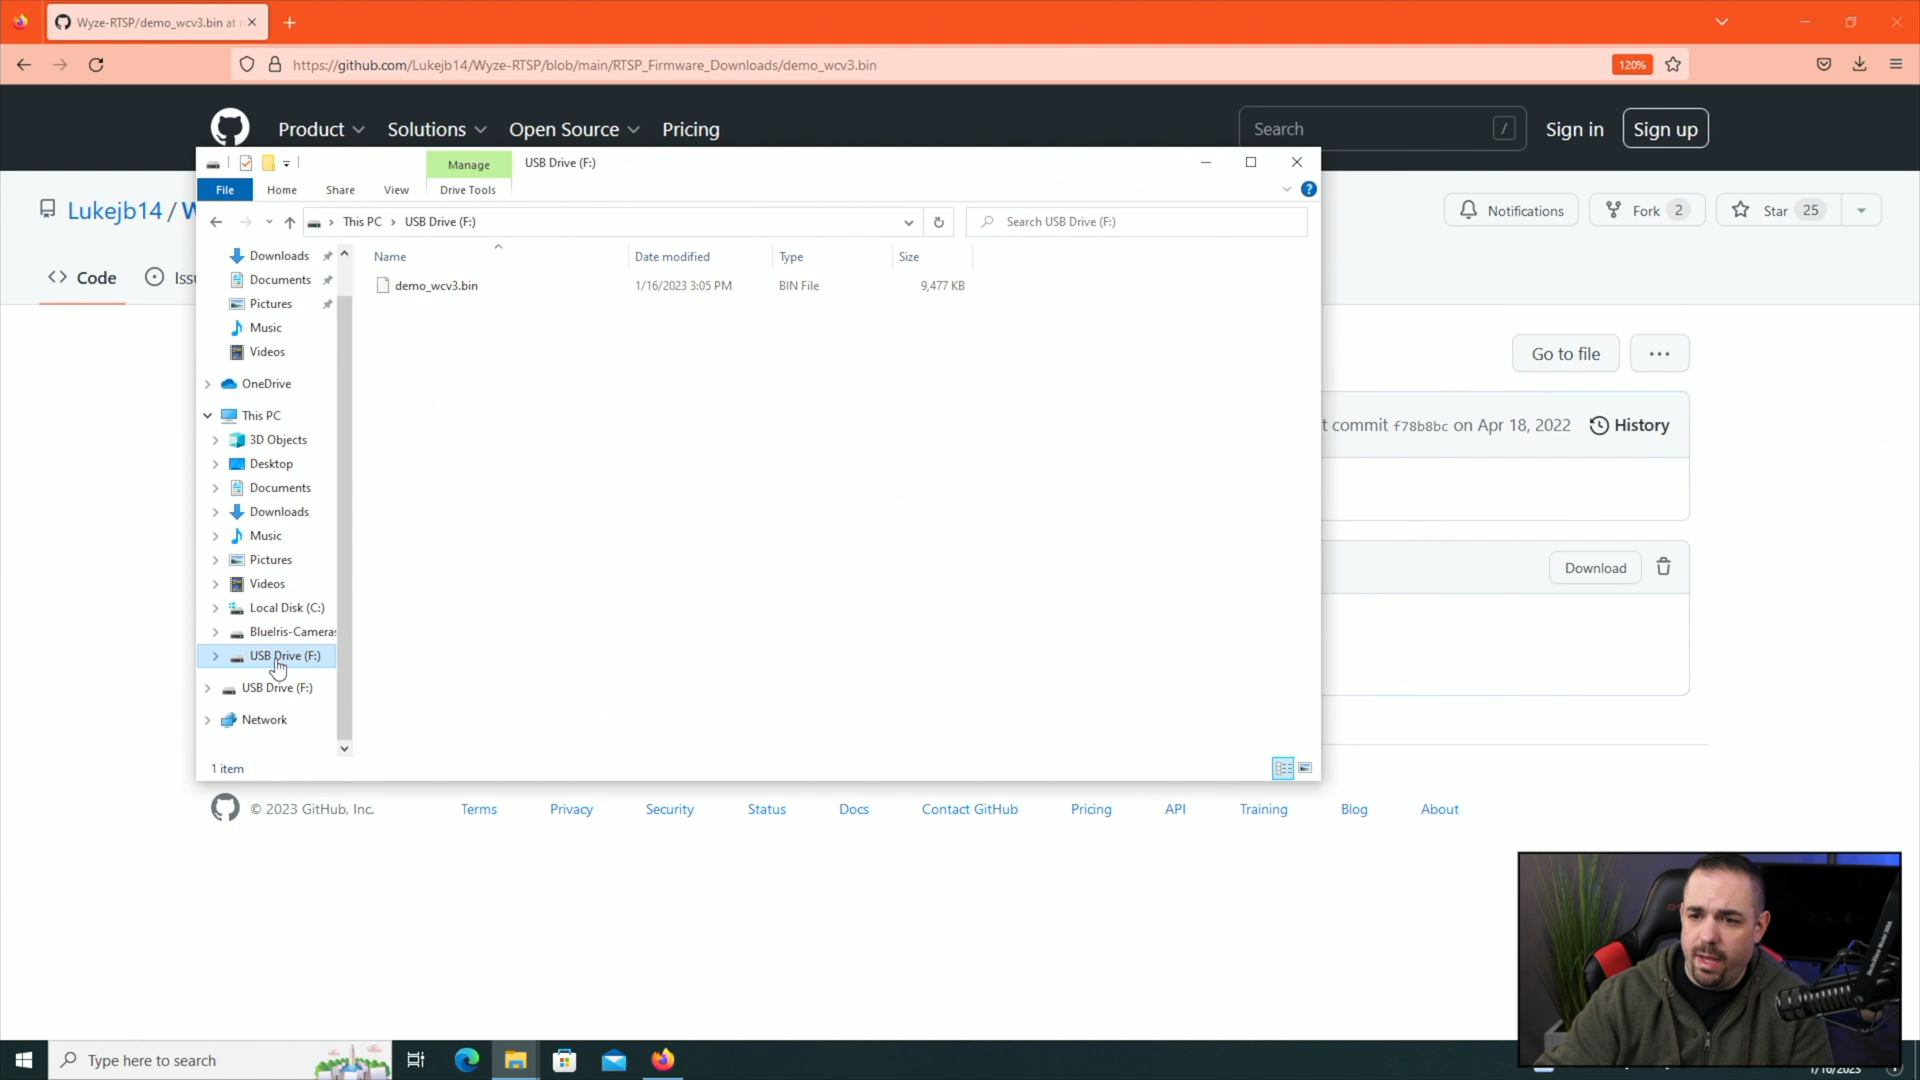 Wyze-RTSP/demo_wcv3.bin at
https://github.com/Lukejb14/Wyze-RTSP/blob/main/RTSP_Firmware_Downloads/demo_wcv3.bin
120%
Product
Solutions
Open Source
Pricing
Search
/
Sign in
Sign up
Manage
USB Drive (F:)
File
Home
Share
View
Drive Tools
Lukejb14 / W
Notifications
Fork 2
Star 25
This PC
USB Drive (F:)
Search USB Drive (F:)
Code
Iss
Name
Date modified
Type
Size
demo_wcv3.bin
1/16/2023 3:05 PM
BIN File
9,477 KB
Downloads
Documents
Pictures
Music
Videos
OneDrive
This PC
3D Objects
Desktop
Documents
Downloads
Music
Pictures
Videos
Local Disk (C:)
BlueIris-Cameras
USB Drive (F:)
USB Drive (F:)
Network
1 item
Go to file
t commit f78b8bc on Apr 18, 2022
History
Download
© 2023 GitHub, Inc.
Terms
Privacy
Security
Status
Docs
Contact GitHub
Pricing
API
Training
Blog
About
Type here to search
1/16/2023